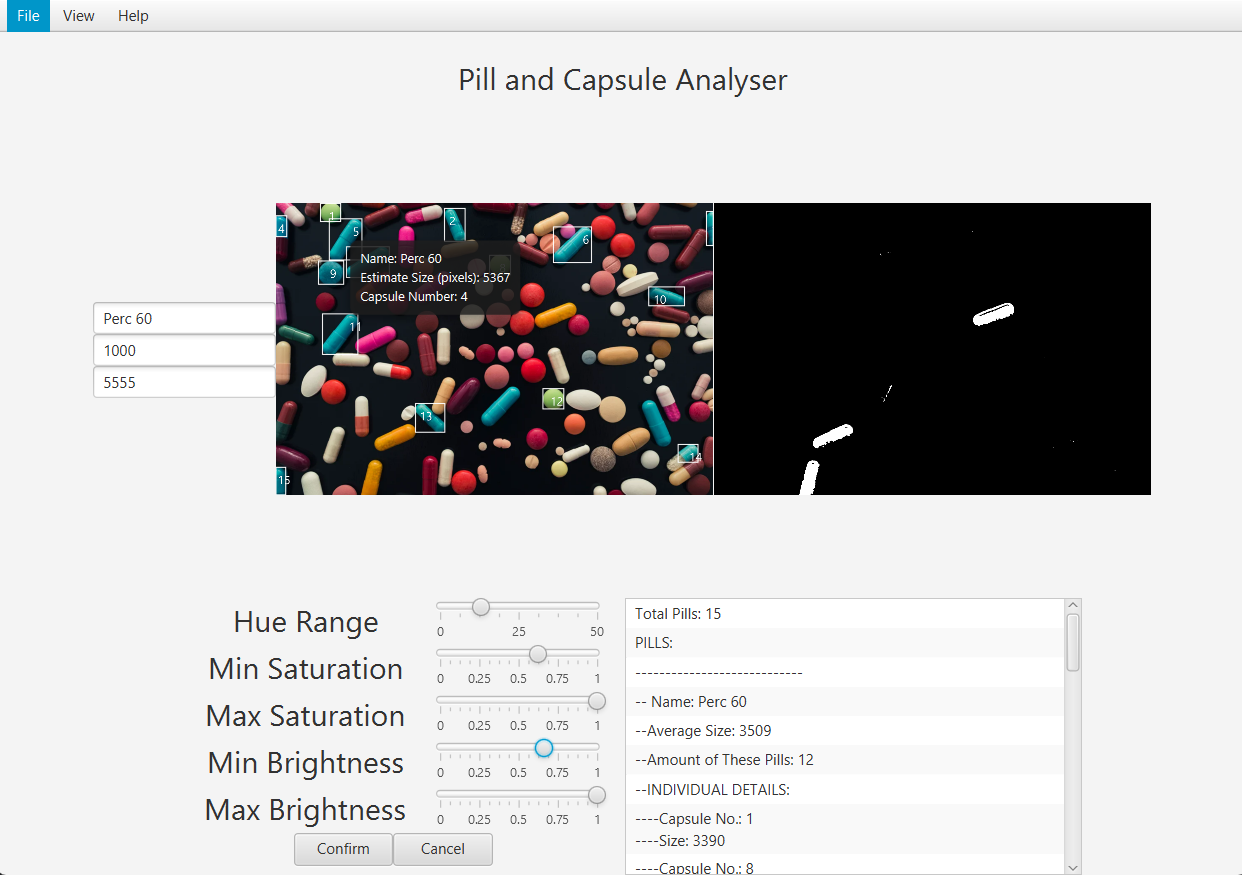 File View Help
Pill and Capsule Analyser
4
1
5
2
6
9
Name: Perc 60
Estimate Size (pixels): 5367
Capsule Number: 4
10
11
12
13
14
15
Perc 60
1000
5555
Hue Range
0 25 50
Min Saturation
0 0.25 0.5 0.75 1
Max Saturation
0 0.25 0.5 0.75 1
Min Brightness
0 0.25 0.5 0.75 1
Max Brightness
0 0.25 0.5 0.75 1
Confirm Cancel
Total Pills: 15
PILLS:
----------------------------
-- Name: Perc 60
--Average Size: 3509
--Amount of These Pills: 12
--INDIVIDUAL DETAILS:
----Capsule No.: 1
----Size: 3390
----Capsule No.: 8